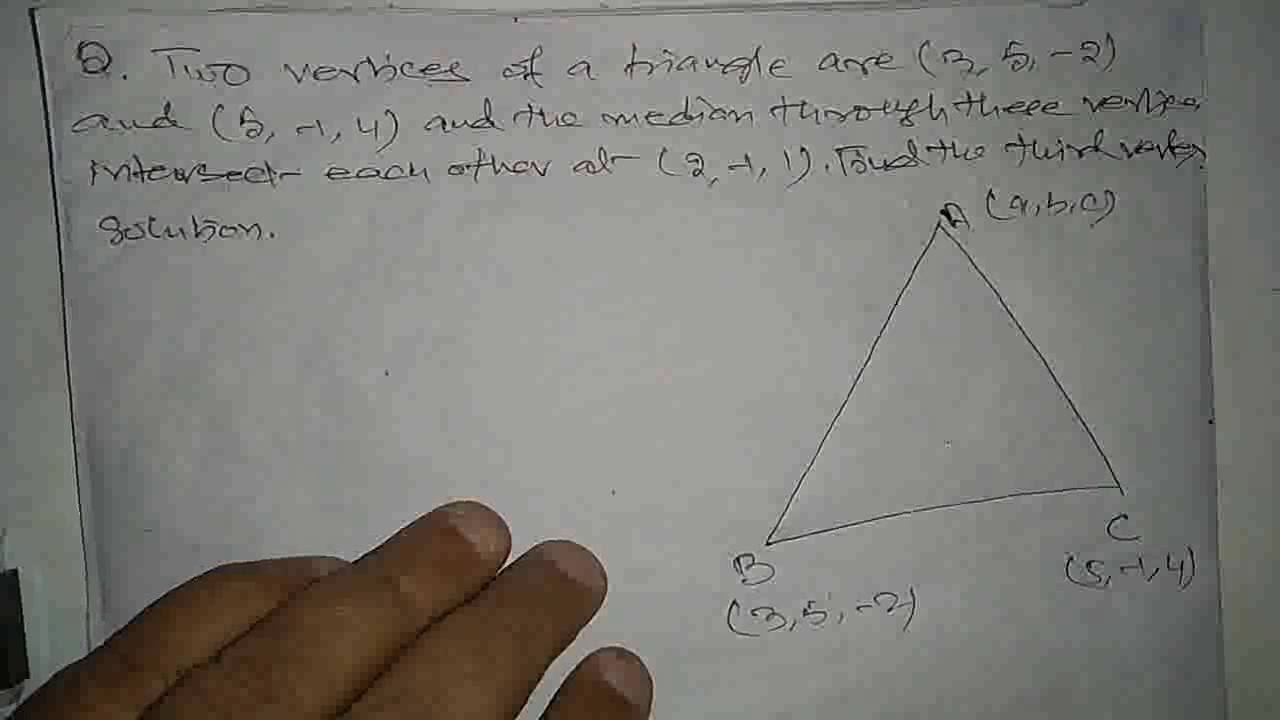 Q. Two vertices of a triangle are (3, 5, -2)
and (5, -1, 4) and the median through these vertices
intersect each other at (2, -1, 1). Find the third vertex.
solution.
A (a, b, c)
B
(3, 5, -2)
C
(5, -1, 4)